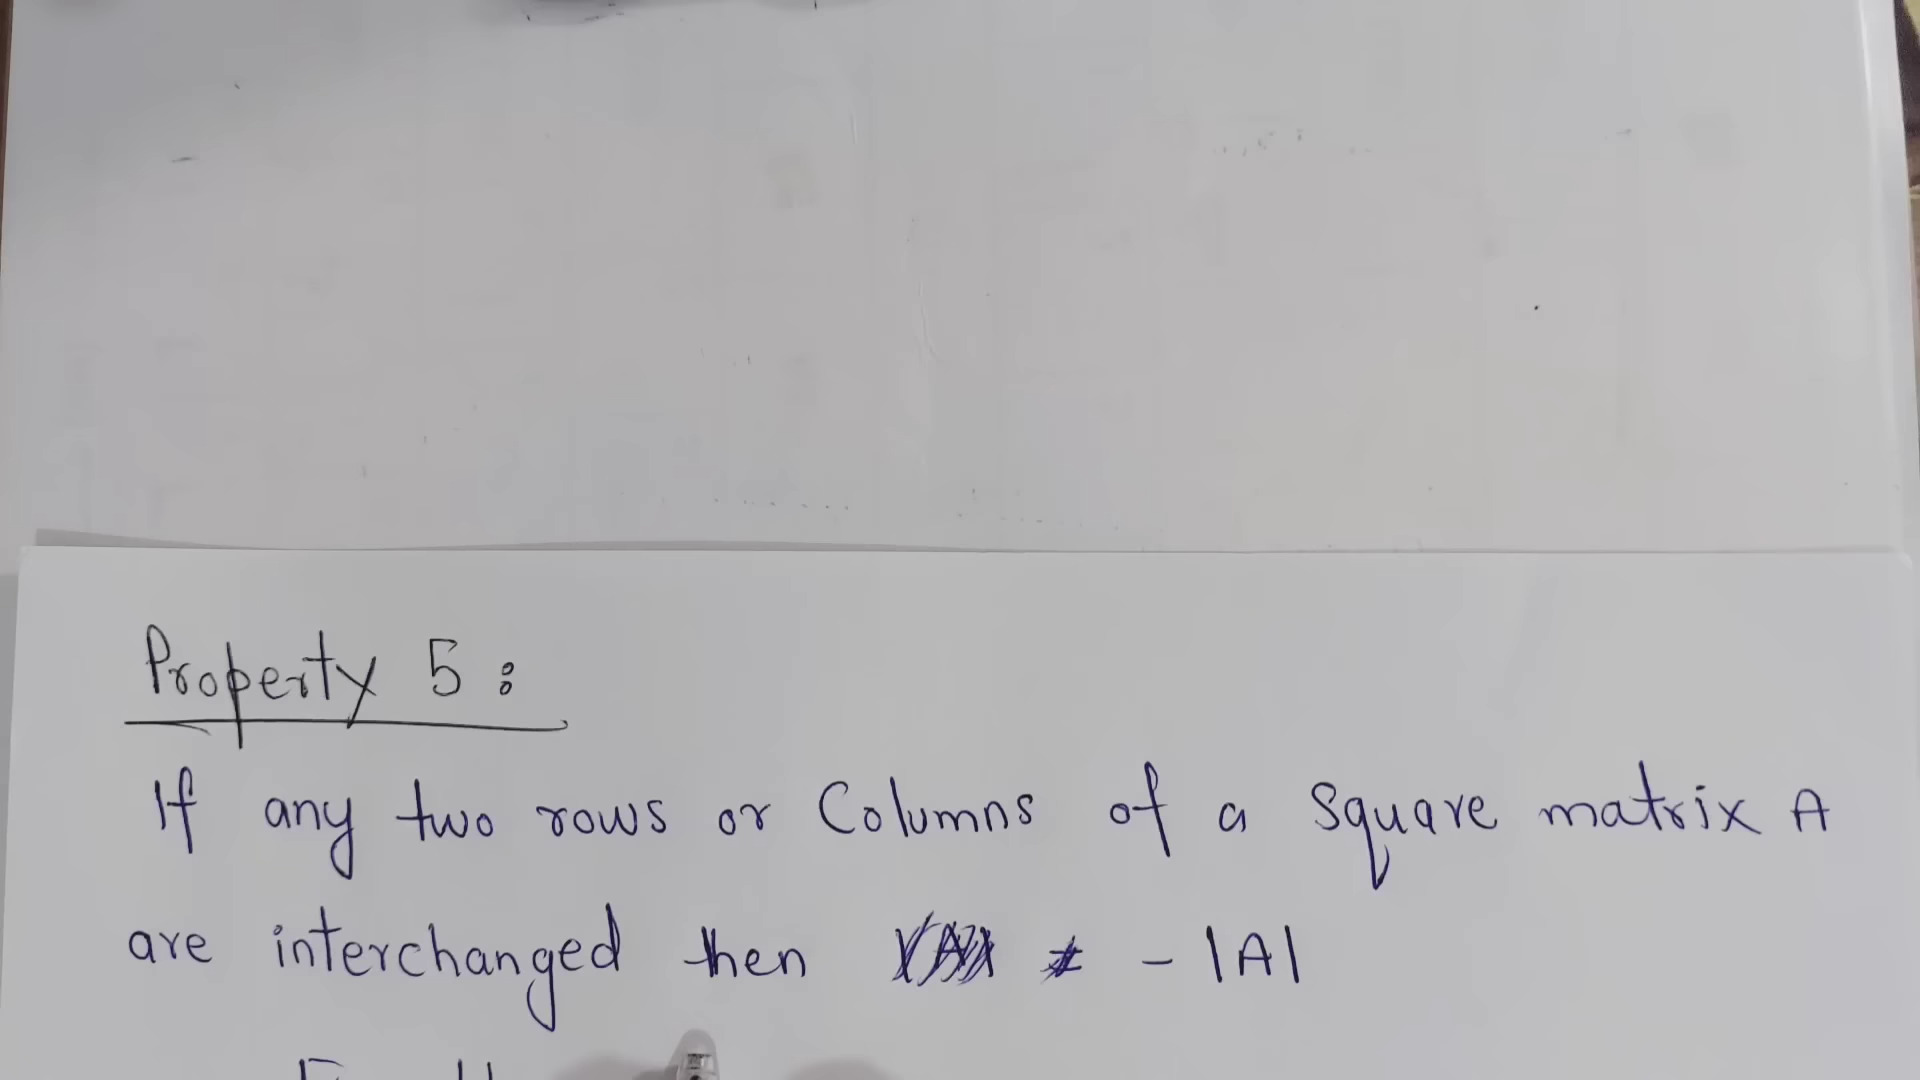 Property 5:
If any two rows or Columns of a Square matrix A
are interchanged then - |A|